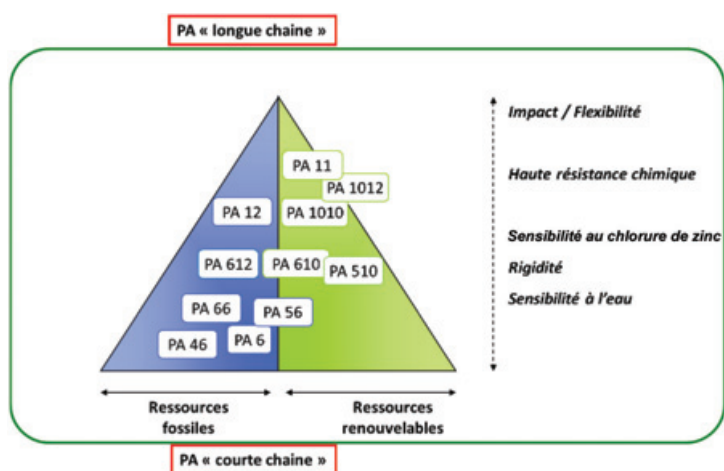 PA « longue chaine »
Impact / Flexibilité
PA 11
Haute résistance chimique
PA 1012
PA 12
PA 1010
Sensibilité au chlorure de zinc
PA 612
PA 610
PA 510
Rigidité
Sensibilité à l'eau
PA 66
PA 56
PA 46
PA 6
Ressources
fossiles
Ressources
renouvelables
PA « courte chaine »